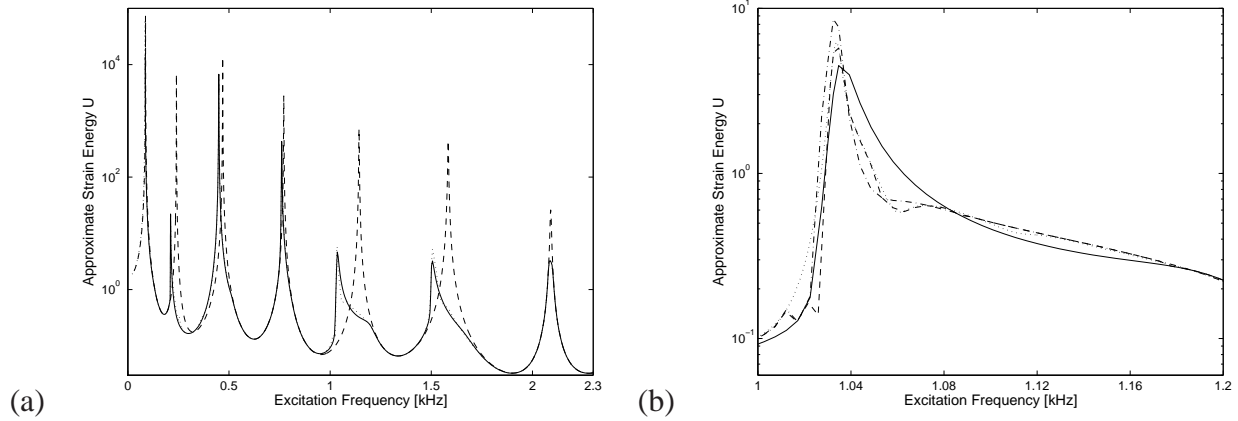 10^4
10^2
10^0
Approximate Strain Energy U
0 0.5 1 1.5 2 2.3
Excitation Frequency [kHz]
(a)
10^1
10^0
10^-1
Approximate Strain Energy U
1 1.04 1.08 1.12 1.16 1.2
Excitation Frequency [kHz]
(b)